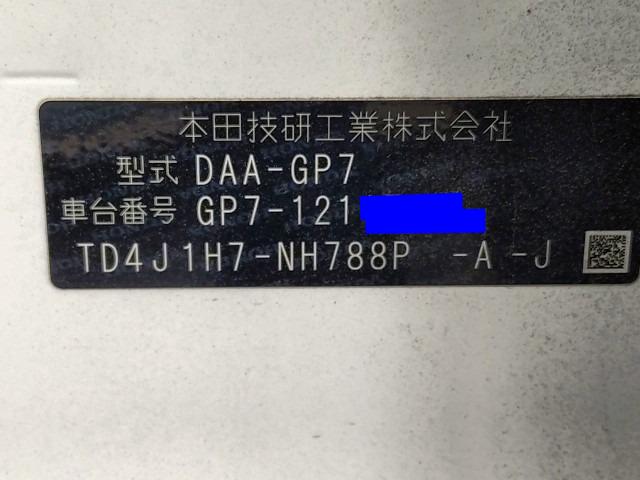 本田技研工業株式会社
型式 DAA-GP7
車台番号 GP7-121
TD4J1H7-NH788P -A -J